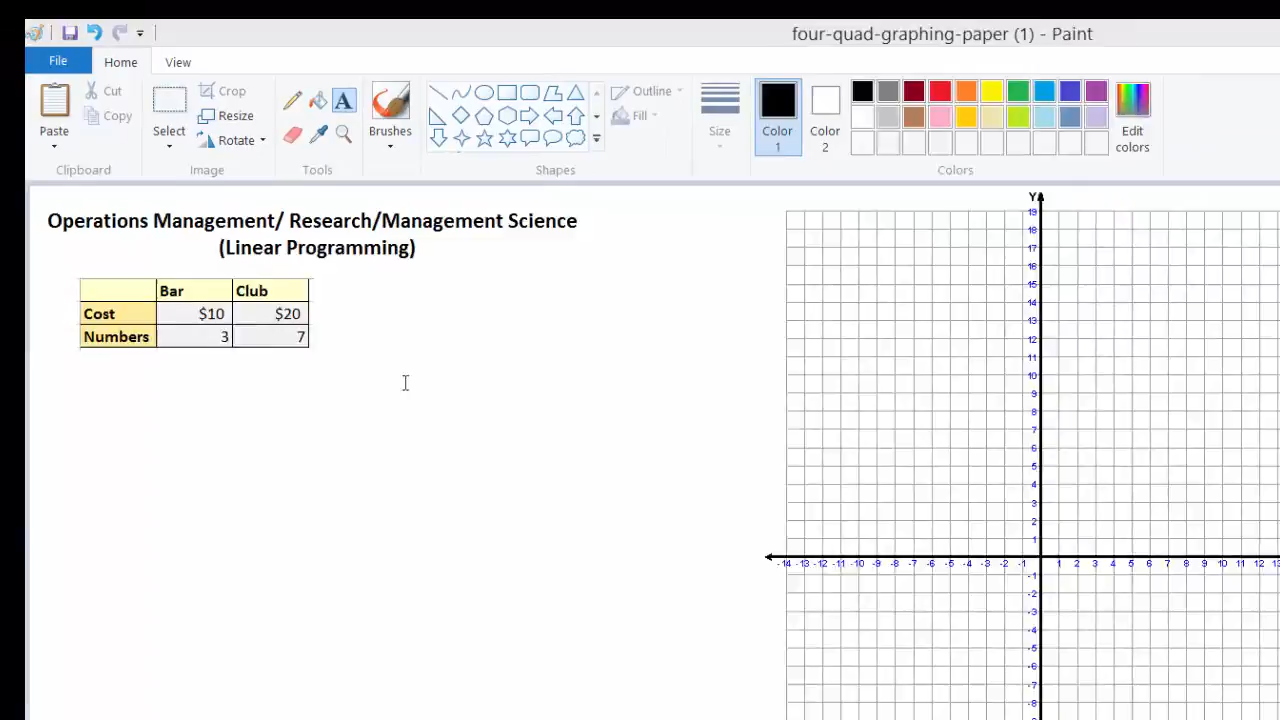 four-quad-graphing-paper (1) - Paint
File Home View
Paste Cut Copy Clipboard
Select Crop Resize Rotate Image
A Tools
Brushes
Outline Fill Shapes
Size
Color 1
Color 2
Edit colors
Colors
Operations Management/ Research/Management Science
(Linear Programming)
Bar Club
Cost $10 $20
Numbers 3 7
Y
19
18
17
16
15
14
13
12
11
10
9
8
7
6
5
4
3
2
1
-14 -13 -12 -11 -10 -9 -8 -7 -6 -5 -4 -3 -2 -1 1 2 3 4 5 6 7 8 9 10 11 12
-1
-2
-3
-4
-5
-6
-7
-8